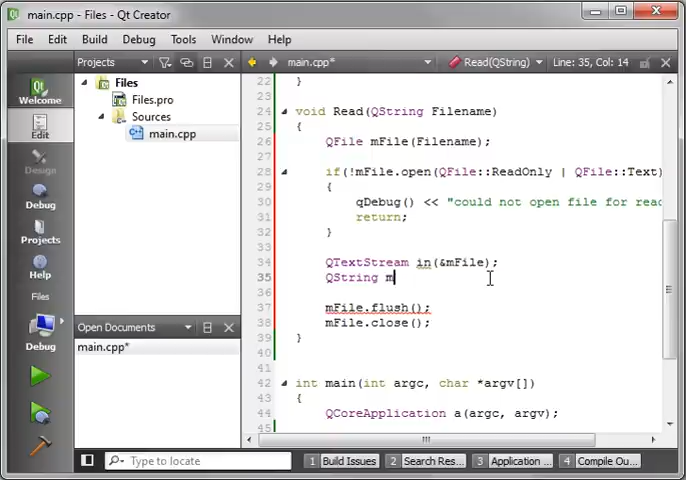 main.cpp - Files - Qt Creator
File Edit Build Debug Tools Window Help
Projects main.cpp* Read(QString) Line: 35, Col: 14
Welcome
Edit
Design
Debug
Projects
Help
Files
Debug
Files
Files.pro
Sources
main.cpp
Open Documents
main.cpp*
22 }
23
24 void Read(QString Filename)
25 {
26 QFile mFile(Filename);
27
28 if(!mFile.open(QFile::ReadOnly | QFile::Text)
29 {
30 qDebug() << "could not open file for read
31 return;
32 }
33
34 QTextStream in(&mFile);
35 QString m
36
37 mFile.flush();
38 mFile.close();
39 }
40
41
42 int main(int argc, char *argv[])
43 {
44 QCoreApplication a(argc, argv);
45
Type to locate 1 Build Issues 2 Search Res... 3 Application ... 4 Compile Ou...